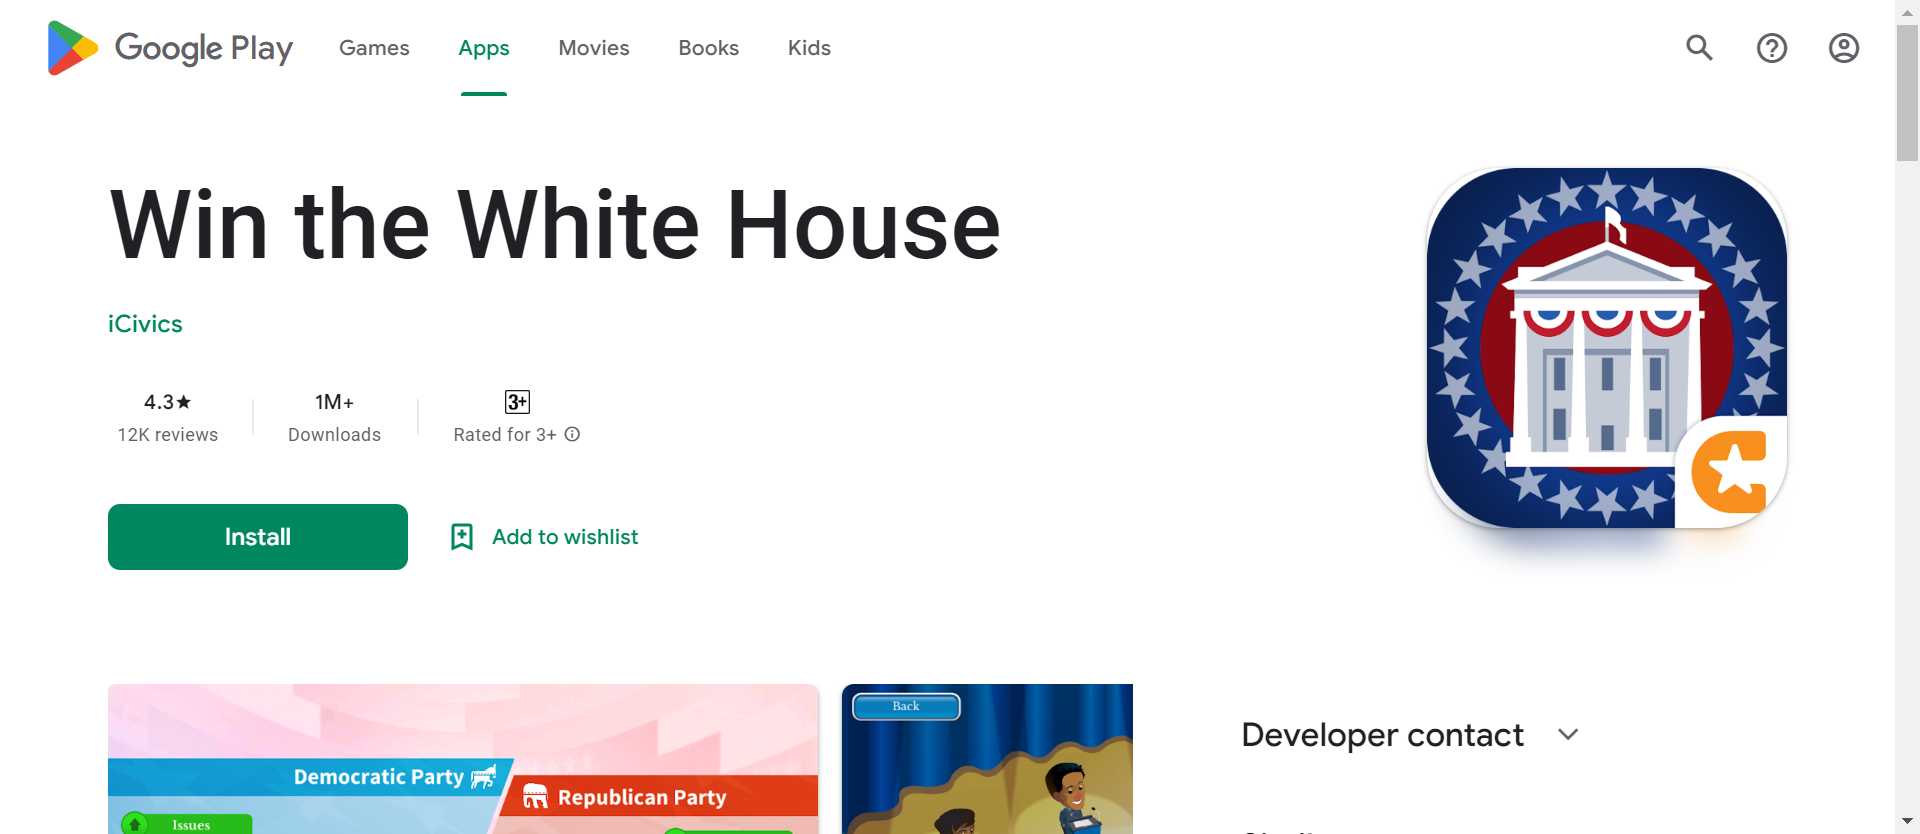 Google Play Games Apps Movies Books Kids
Win the White House
iCivics
4.3★ 1M+ 3+
12K reviews Downloads Rated for 3+
Install Add to wishlist
Back
Developer contact
Democratic Party
Republican Party
Issues